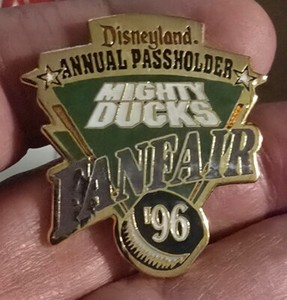 Disneyland.
ANNUAL PASSHOLDER
MIGHTY
DUCKS
FANFAIR
'96